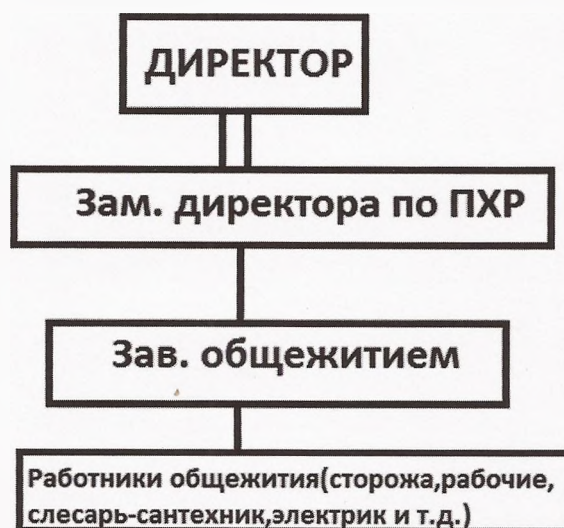 ДИРЕКТОР
Зам. директора по ПХР
Зав. общежитием
Работники общежития(сторожа,рабочие,
слесарь-сантехник,электрик и т.д.)